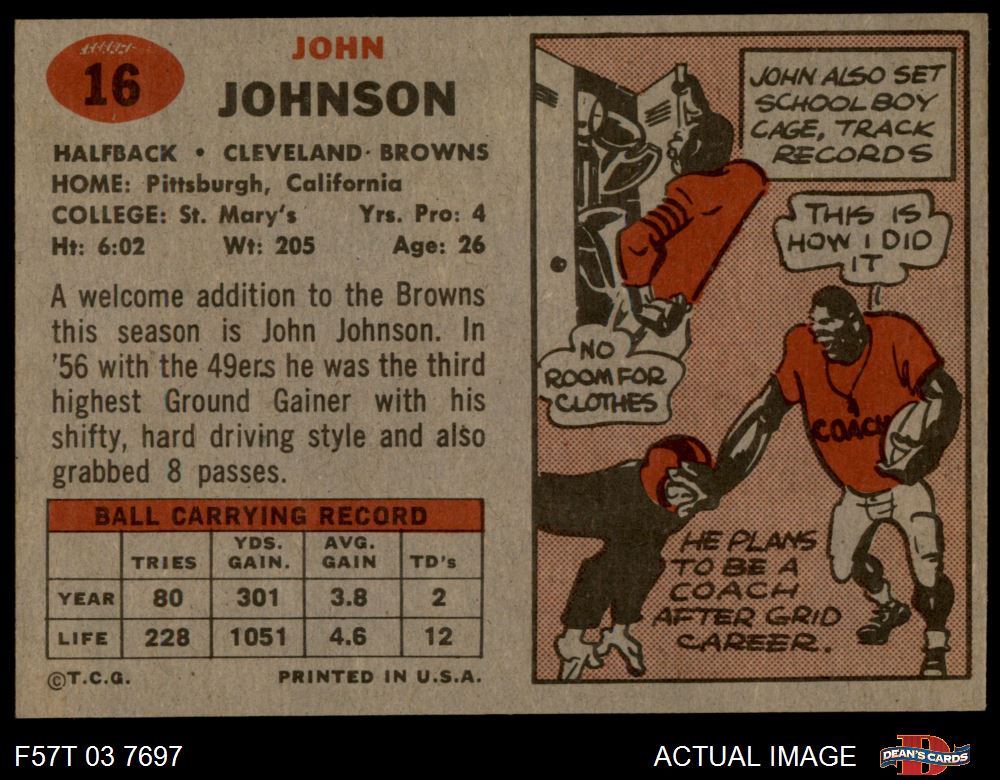 16
JOHN
JOHNSON
HALFBACK • CLEVELAND BROWNS
HOME: Pittsburgh, California
COLLEGE: St. Mary's Yrs. Pro: 4
Ht: 6:02 Wt: 205 Age: 26
A welcome addition to the Browns
this season is John Johnson. In
'56 with the 49ers he was the third
highest Ground Gainer with his
shifty, hard driving style and also
grabbed 8 passes.
BALL CARRYING RECORD
TRIES YDS. GAIN. AVG. GAIN TD's
YEAR 80 301 3.8 2
LIFE 228 1051 4.6 12
©T.C.G. PRINTED IN U.S.A.
JOHN ALSO SET
SCHOOL BOY
CAGE, TRACK
RECORDS
THIS IS
HOW I DID
IT
NO
ROOM FOR
CLOTHES
COACH
HE PLANS
TO BE A
COACH
AFTER GRID
CAREER.
F57T 03 7697 ACTUAL IMAGE DEAN'S CARDS